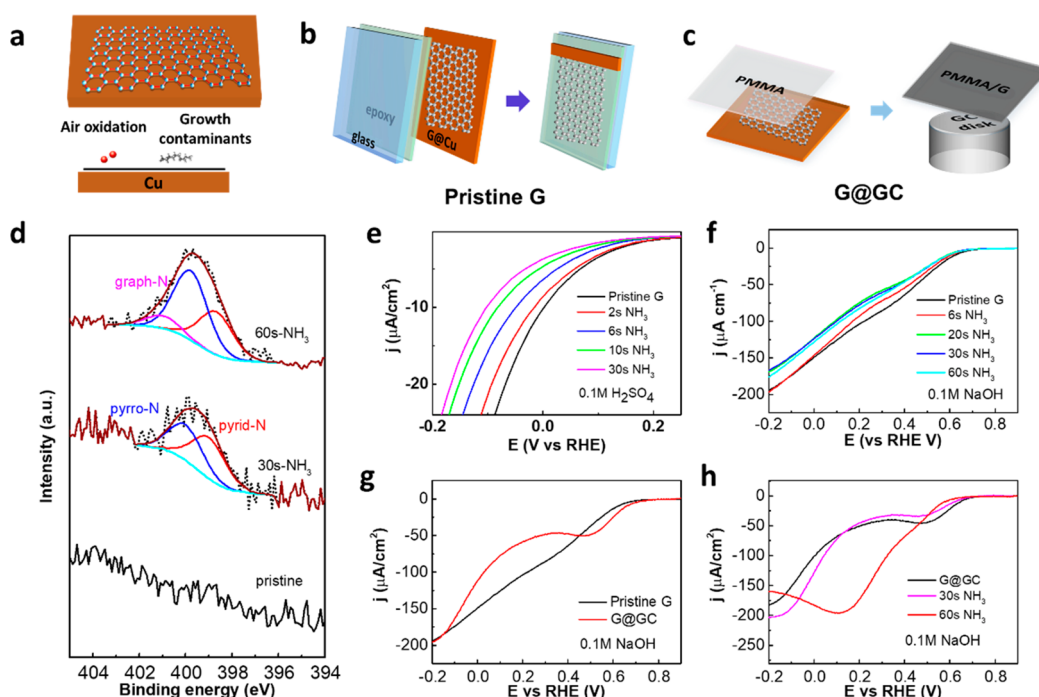 a
Air oxidation
Growth
contaminants
Cu
b
epoxy
glass
G@Cu
Pristine G
c
PMMA
PMMA/G
GC
disk
G@GC
d
graph-N
60s-NH3
pyrro-N
pyrid-N
30s-NH3
pristine
Intensity (a.u.)
404 402 400 398 396 394
Binding energy (eV)
e
0
-10
-20
j (μA/cm2)
Pristine G
2s NH3
6s NH3
10s NH3
30s NH3
0.1M H2SO4
-0.2 0.0 0.2
E (V vs RHE)
f
0
-50
-100
-150
-200
j (μA cm-1)
Pristine G
6s NH3
20s NH3
30s NH3
60s NH3
0.1M NaOH
-0.2 0.0 0.2 0.4 0.6 0.8
E (vs RHE V)
g
0
-50
-100
-150
-200
j (μA/cm2)
Pristine G
G@GC
0.1M NaOH
-0.2 0.0 0.2 0.4 0.6 0.8
E vs RHE (V)
h
0
-50
-100
-150
-200
-250
j (μA/cm2)
G@GC
30s NH3
60s NH3
0.1M NaOH
-0.2 0.0 0.2 0.4 0.6 0.8
E vs RHE (V)